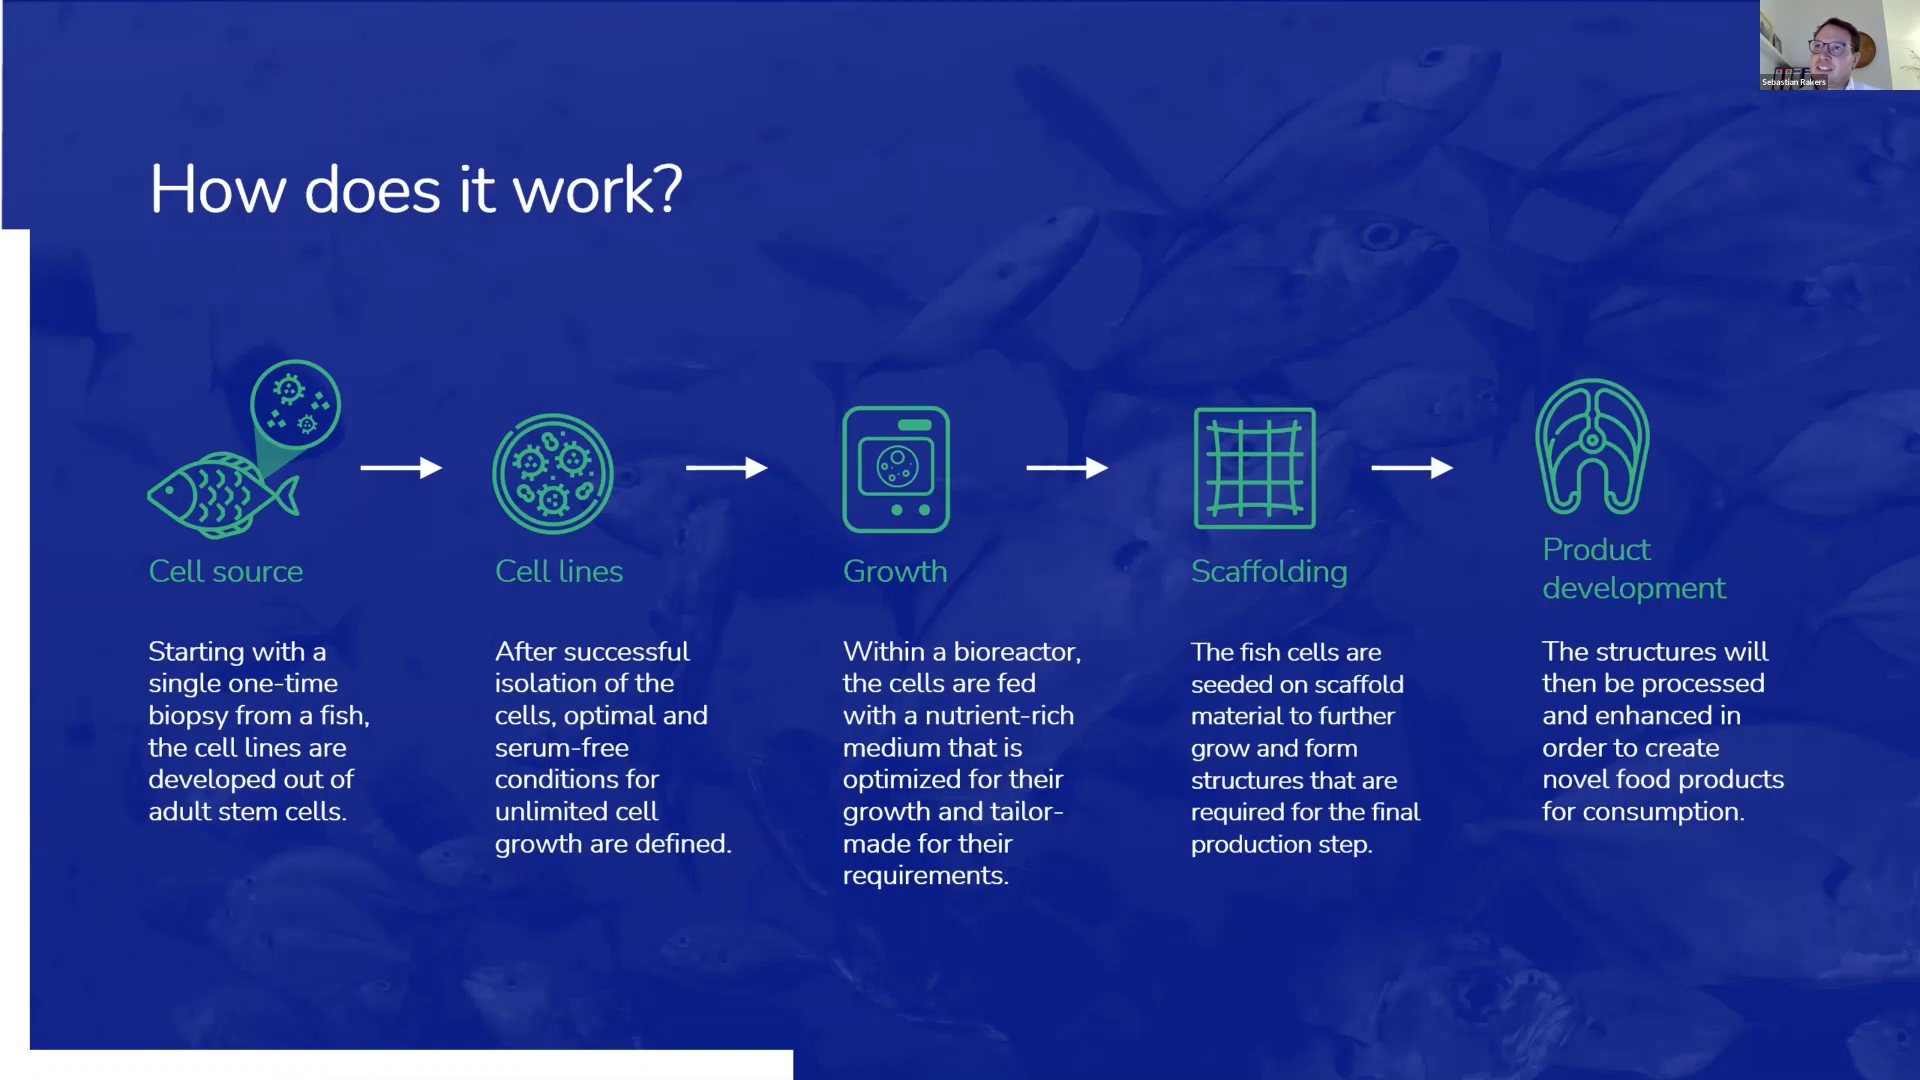 Sebastian Rakers
How does it work?
Cell source
Starting with a
single one-time
biopsy from a fish,
the cell lines are
developed out of
adult stem cells.
Cell lines
After successful
isolation of the
cells, optimal and
serum-free
conditions for
unlimited cell
growth are defined.
Growth
Within a bioreactor,
the cells are fed
with a nutrient-rich
medium that is
optimized for their
growth and tailor-
made for their
requirements.
Scaffolding
The fish cells are
seeded on scaffold
material to further
grow and form
structures that are
required for the final
production step.
Product
development
The structures will
then be processed
and enhanced in
order to create
novel food products
for consumption.